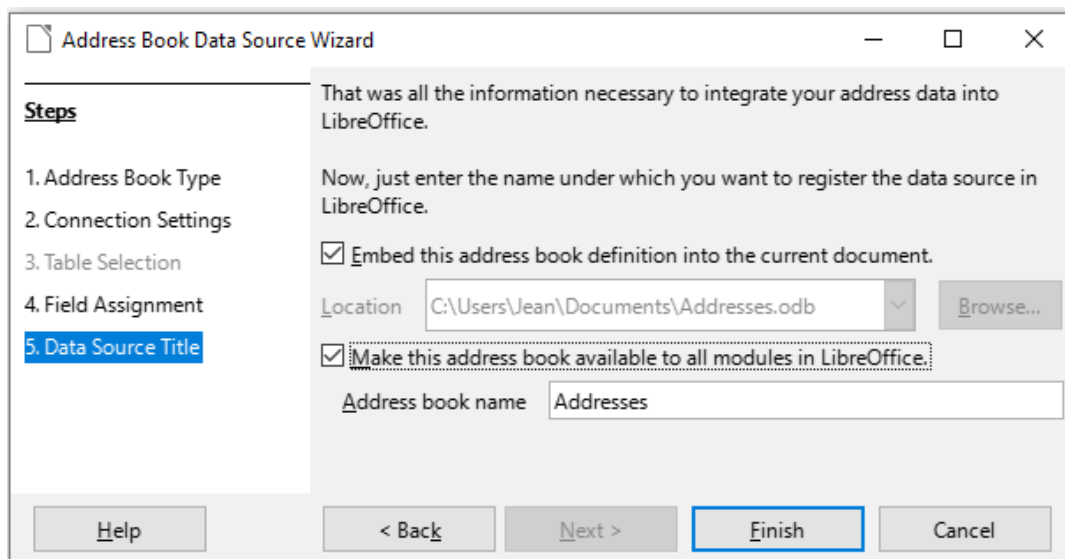 Address Book Data Source Wizard
Steps
1. Address Book Type
2. Connection Settings
3. Table Selection
4. Field Assignment
5. Data Source Title
That was all the information necessary to integrate your address data into
LibreOffice.
Now, just enter the name under which you want to register the data source in
LibreOffice.
Embed this address book definition into the current document.
Location C:\Users\Jean\Documents\Addresses.odb Browse...
Make this address book available to all modules in LibreOffice.
Address book name Addresses
Help < Back Next > Finish Cancel